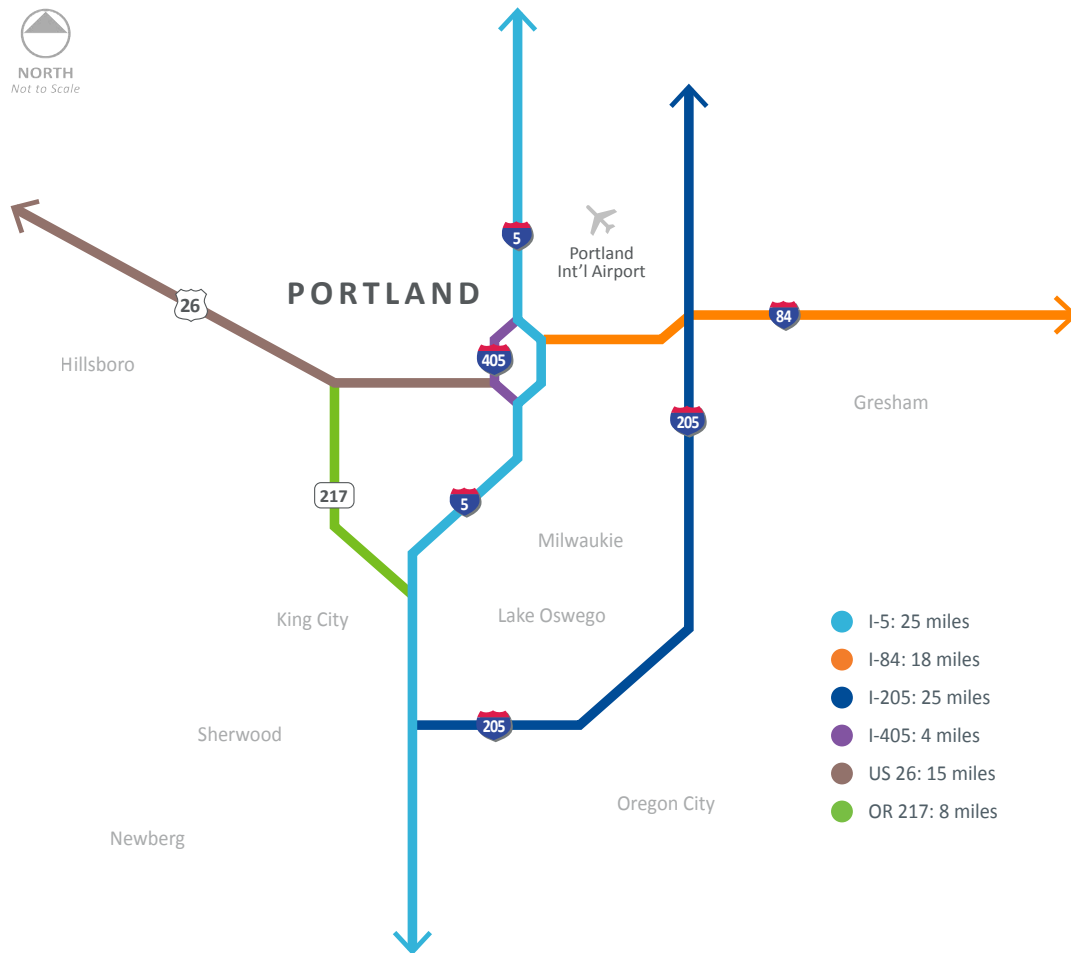 NORTH
Not to Scale
5
Portland
Int’l Airport
PORTLAND
26
84
405
Hillsboro
Gresham
205
217
5
Milwaukie
King City
Lake Oswego
I-5: 25 miles
I-84: 18 miles
I-205: 25 miles
I-405: 4 miles
US 26: 15 miles
OR 217: 8 miles
205
Sherwood
Oregon City
Newberg